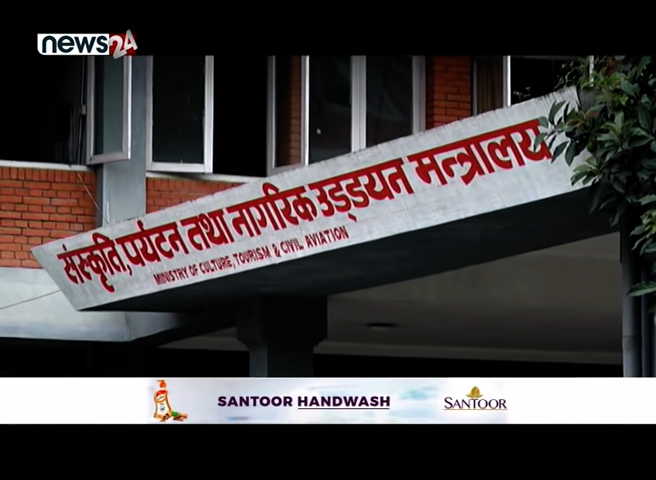 news24
संस्कृति, पर्यटन तथा नागरिक उड्डयन मन्त्रालय
MINISTRY OF CULTURE, TOURISM & CIVIL AVIATION
SANTOOR HANDWASH
SANTOOR